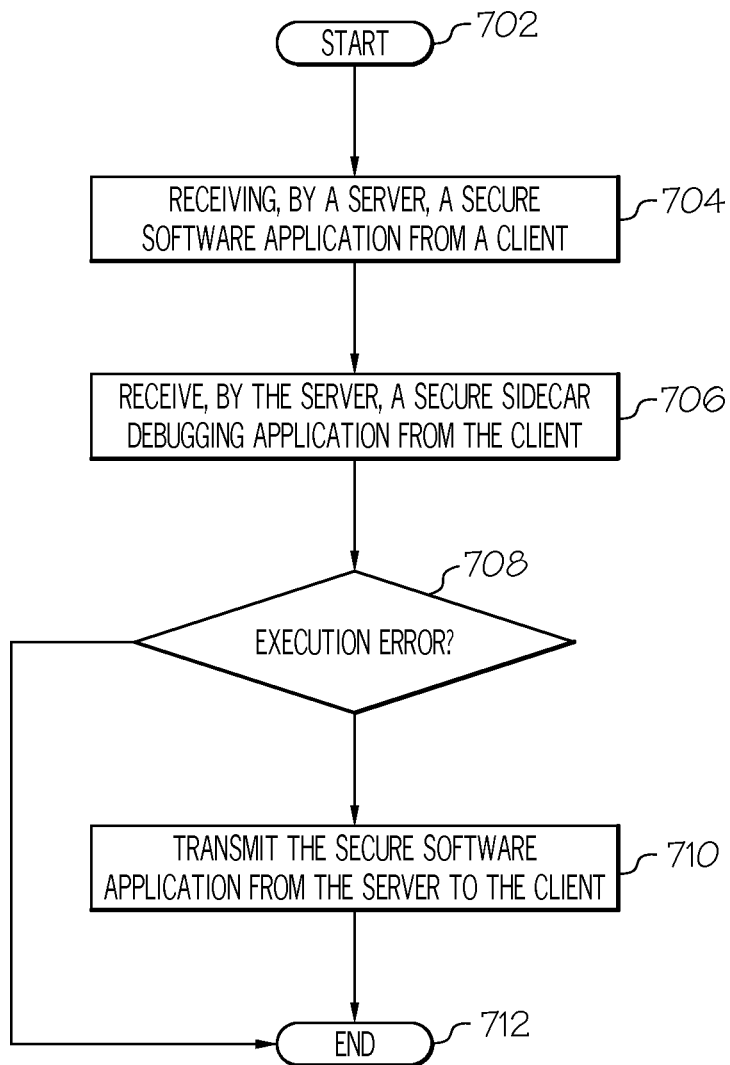 START
702
RECEIVING, BY A SERVER, A SECURE
SOFTWARE APPLICATION FROM A CLIENT
704
RECEIVE, BY THE SERVER, A SECURE SIDECAR
DEBUGGING APPLICATION FROM THE CLIENT
706
708
EXECUTION ERROR?
TRANSMIT THE SECURE SOFTWARE
APPLICATION FROM THE SERVER TO THE CLIENT
710
END
712